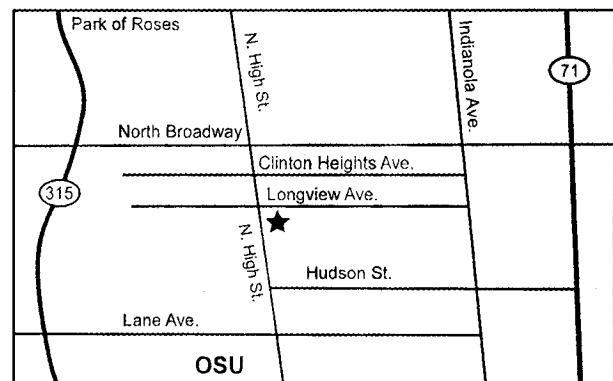 Park of Roses
N. High St.
Indianola Ave.
71
North Broadway
Clinton Heights Ave.
315
Longview Ave.
N. High St.
Hudson St.
Lane Ave.
OSU